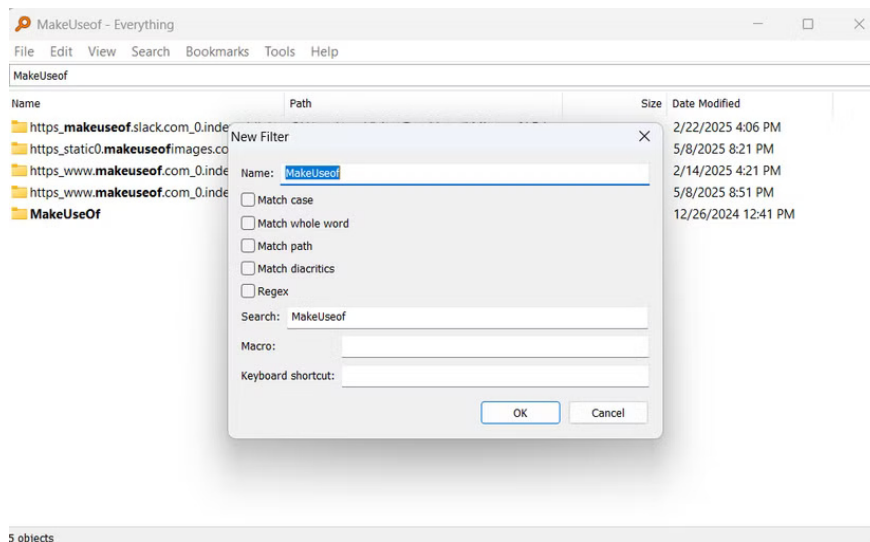 MakeUseof - Everything
File Edit View Search Bookmarks Tools Help
MakeUseof
Name Path Size Date Modified
https_makeuseof.slack.com_0.inde 2/22/2025 4:06 PM
https_static0.makeuseofimages.co 5/8/2025 8:21 PM
https_www.makeuseof.com_0.inde 2/14/2025 4:21 PM
https_www.makeuseof.com_0.inde 5/8/2025 8:51 PM
MakeUseOf 12/26/2024 12:41 PM
New Filter
Name: MakeUseof
Match case
Match whole word
Match path
Match diacritics
Regex
Search: MakeUseof
Macro:
Keyboard shortcut:
OK Cancel
5 objects